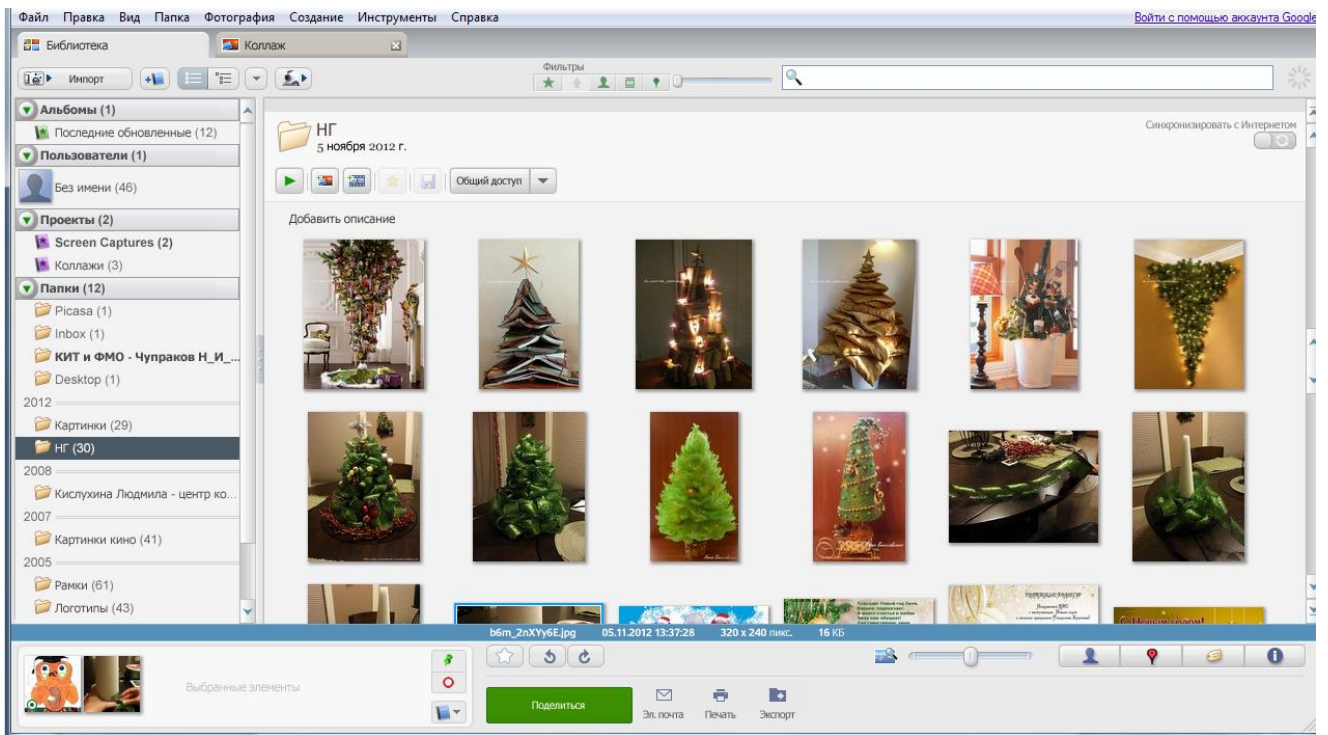 Файл Правка Вид Папка Фотография Создание Инструменты Справка
Войти с помощью аккаунта Google
Библиотека
Коллаж
Импорт
Фильтры
Альбомы (1)
Последние обновленные (12)
Пользователи (1)
Без имени (46)
Проекты (2)
Screen Captures (2)
Коллажи (3)
Папки (12)
Picasa (1)
Inbox (1)
КИТ и ФМО - Чупраков Н_И_...
Desktop (1)
2012
Картинки (29)
НГ (30)
2008
Кислухина Людмила - центр ко...
2007
Картинки кино (41)
2005
Рамки (61)
Логотипы (43)
НГ
5 ноября 2012 г.
Синхронизировать с Интернетом
Общий доступ
Добавить описание
С Новым годом!
b6m_2nXYy6E.jpg 05.11.2012 13:37:28 320 x 240 пикс. 16 КБ
Выбранные элементы
Поделиться
Эл. почта
Печать
Экспорт